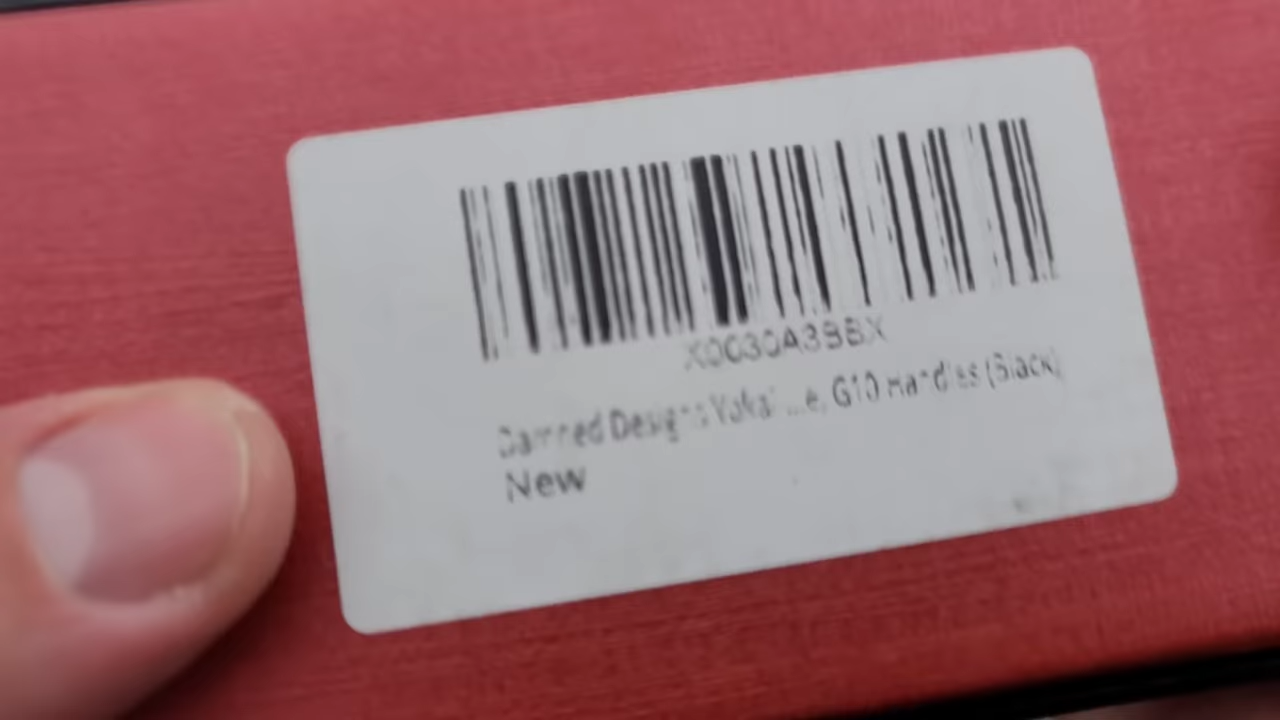 X0030A3BBX
Damned Designs Yokai ...e, G10 Handles (Black)
New